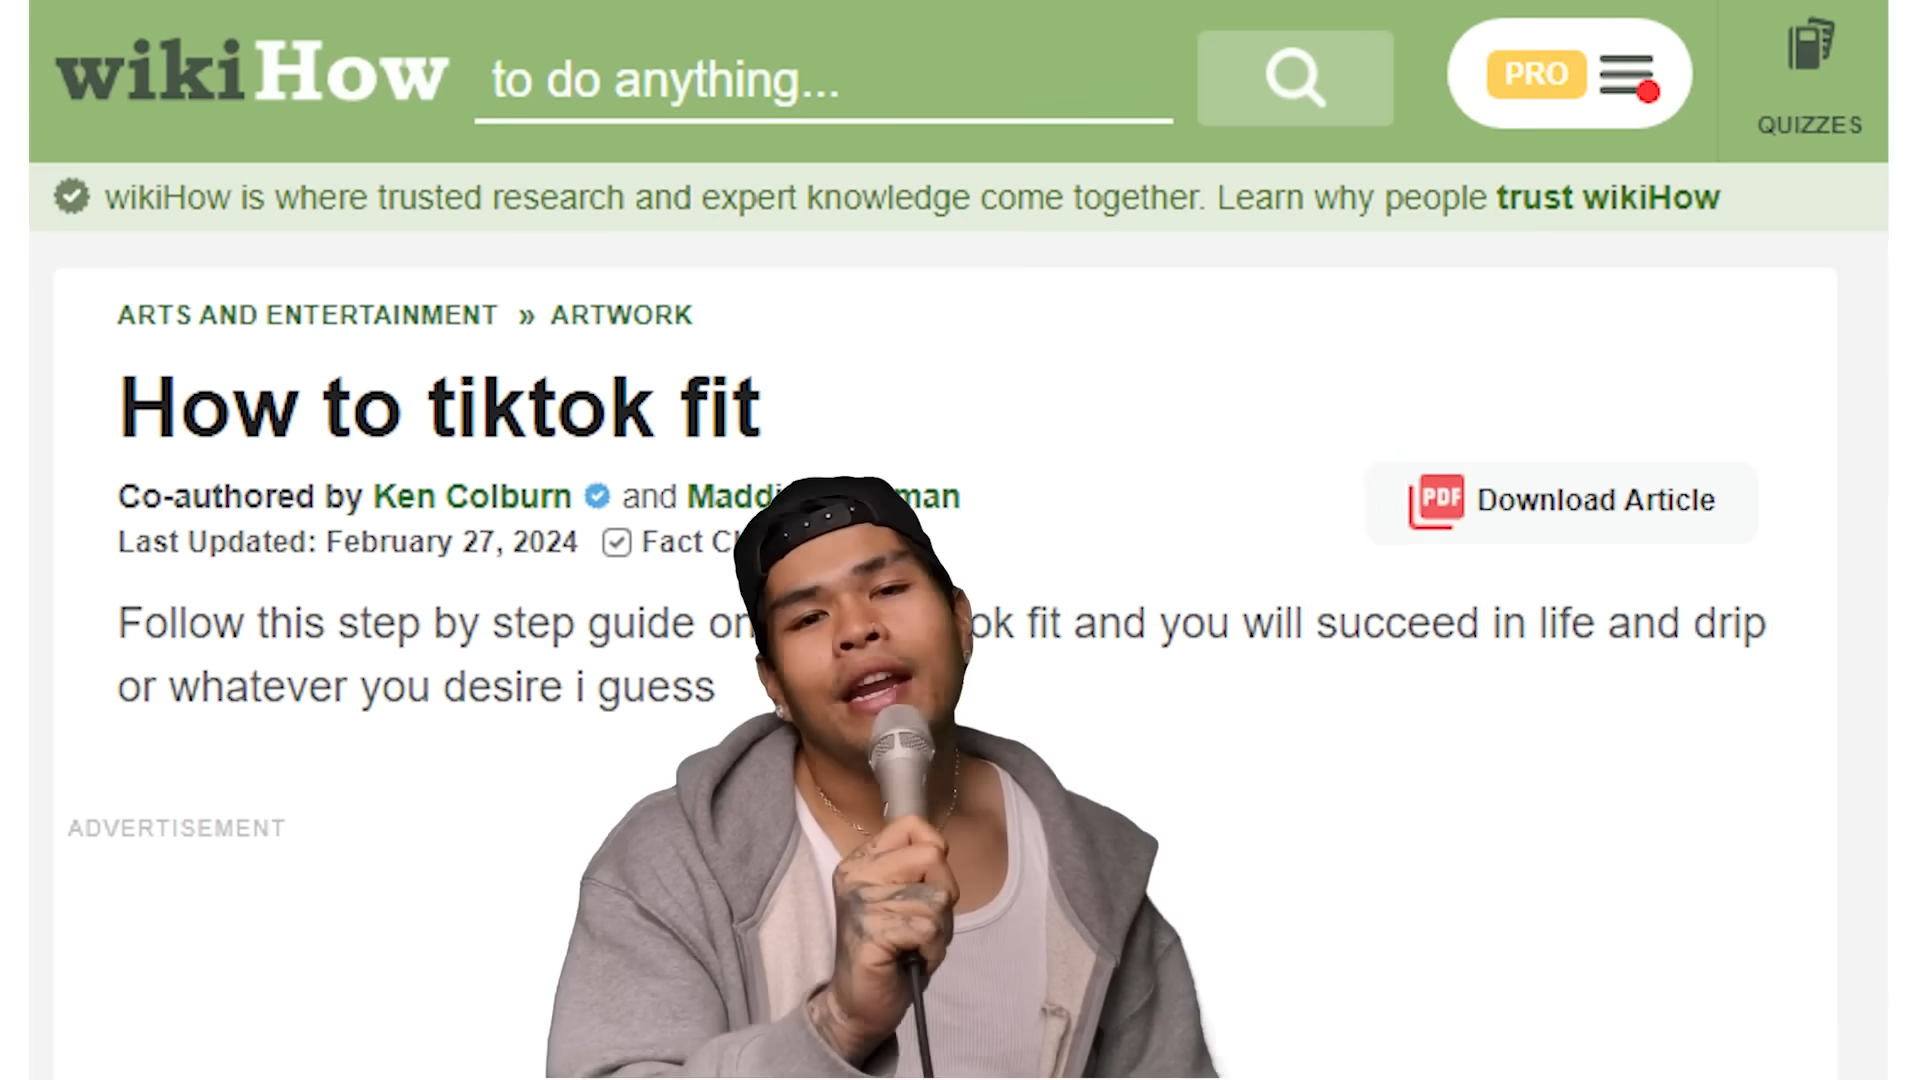 wikiHow to do anything...
PRO
QUIZZES
wikiHow is where trusted research and expert knowledge come together. Learn why people trust wikiHow
ARTS AND ENTERTAINMENT » ARTWORK
How to tiktok fit
Co-authored by Ken Colburn and
Last Updated: February 27, 2024 Fact
PDF Download Article
Follow this step by step guide fit and you will succeed in life and drip
or whatever you desire i guess
ADVERTISEMENT